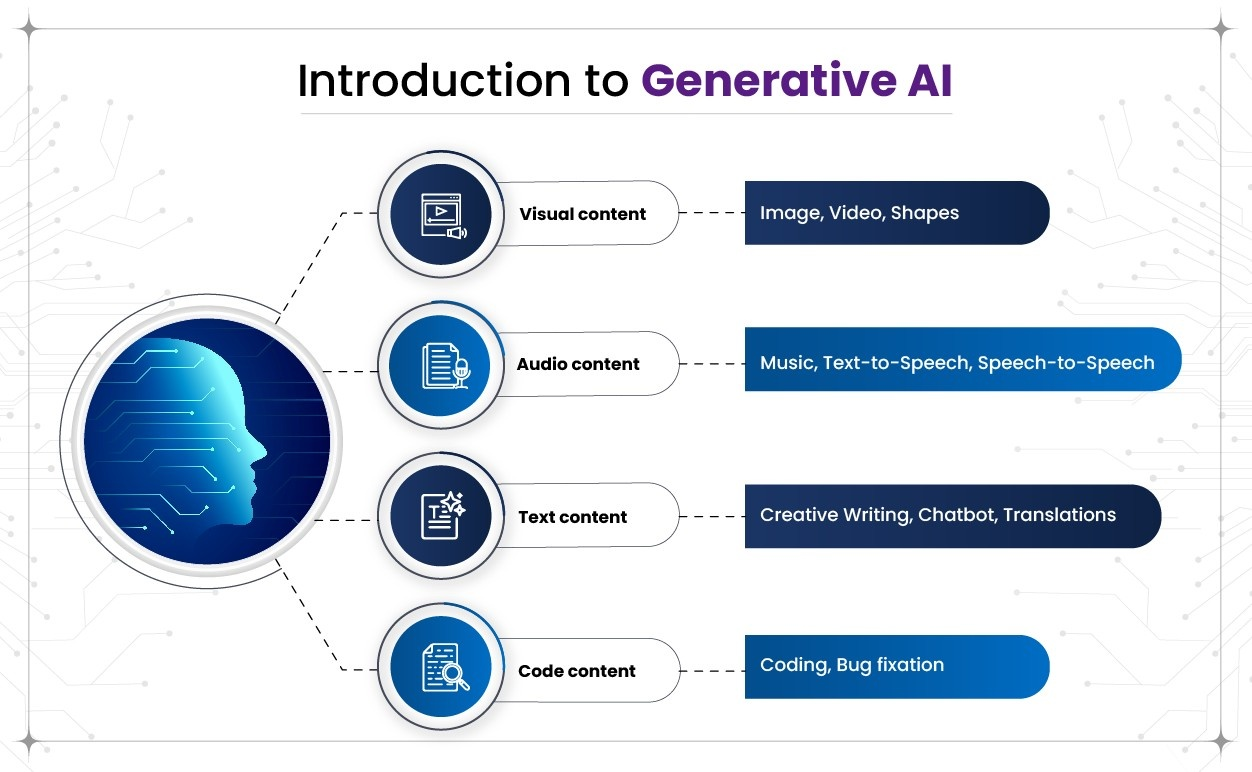 Introduction to Generative AI
Visual content
Image, Video, Shapes
Audio content
Music, Text-to-Speech, Speech-to-Speech
Text content
Creative Writing, Chatbot, Translations
Code content
Coding, Bug fixation